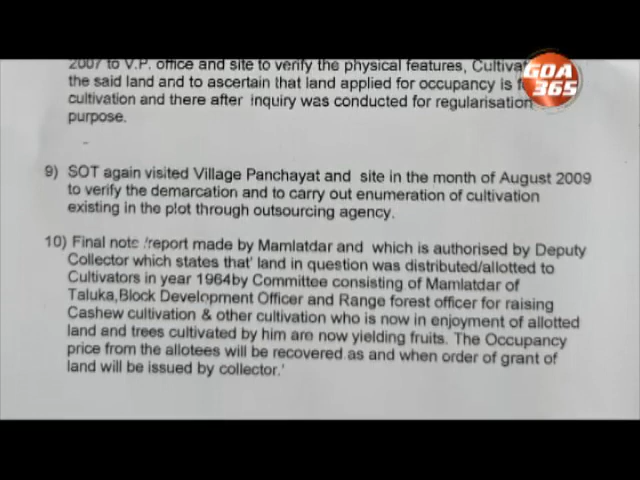 2007 to V.P. office and site to verify the physical features,
the said land and to ascertain that land applied for occupancy is
cultivation and there after inquiry was conducted for regularisation
purpose.
GOA
365
9) SOT again visited Village Panchayat and site in the month of August 2009
to verify the demarcation and to carry out enumeration of cultivation
existing in the plot through outsourcing agency.
10) Final note /report made by Mamlatdar and which is authorised by Deputy
Collector which states that' land in question was distributed/allotted to
Cultivators in year 1964by Committee consisting of Mamlatdar of
Taluka,Block Development Officer and Range forest officer for raising
Cashew cultivation & other cultivation who is now in enjoyment of allotted
land and trees cultivated by him are now yielding fruits. The Occupancy
price from the allotees will be recovered as and when order of grant of
land will be issued by collector.'